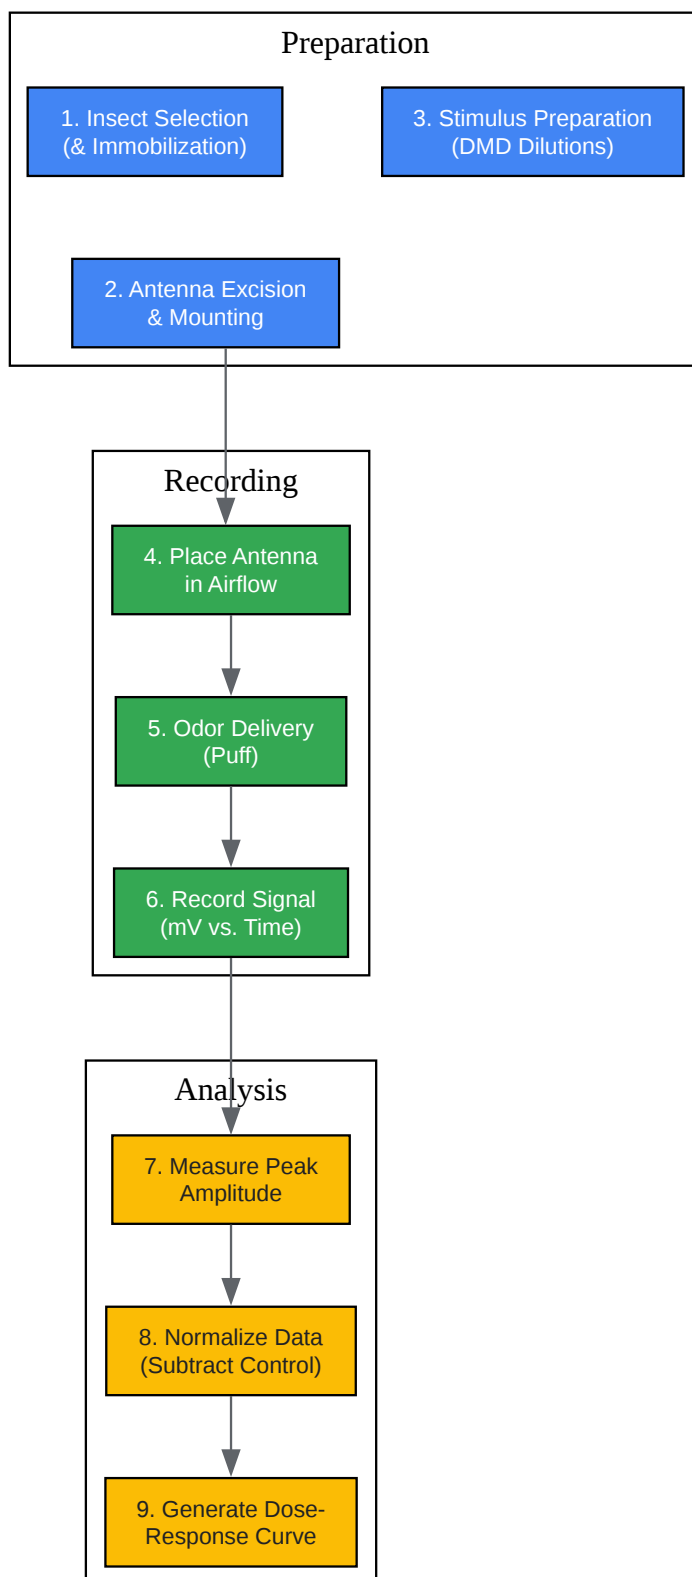 Preparation
1. Insect Selection
(& Immobilization)
3. Stimulus Preparation
(DMD Dilutions)
2. Antenna Excision
& Mounting
Recording
4. Place Antenna
in Airflow
5. Odor Delivery
(Puff)
6. Record Signal
(mV vs. Time)
Analysis
7. Measure Peak
Amplitude
8. Normalize Data
(Subtract Control)
9. Generate Dose-
Response Curve